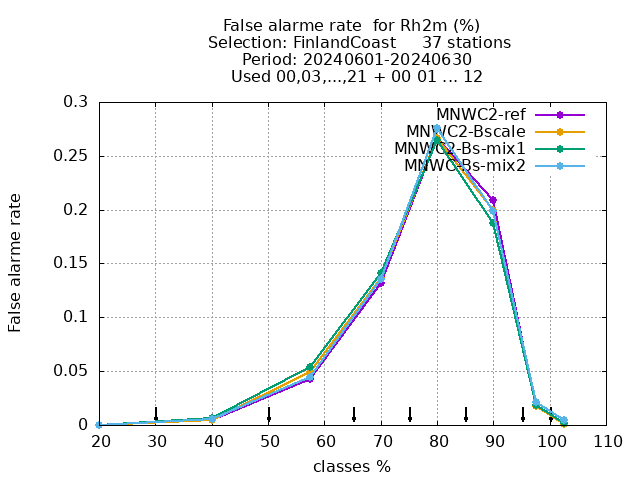 False alarme rate  for Rh2m (%)
Selection: FinlandCoast     37 stations
Period: 20240601-20240630
Used 00,03,...,21 + 00 01 ... 12
MNWC2-ref
MNWC2-Bscale
MNWC2-Bs-mix1
MNWC-Bs-mix2
False alarme rate
0.3
0.25
0.2
0.15
0.1
0.05
0
20 30 40 50 60 70 80 90 100 110
classes %